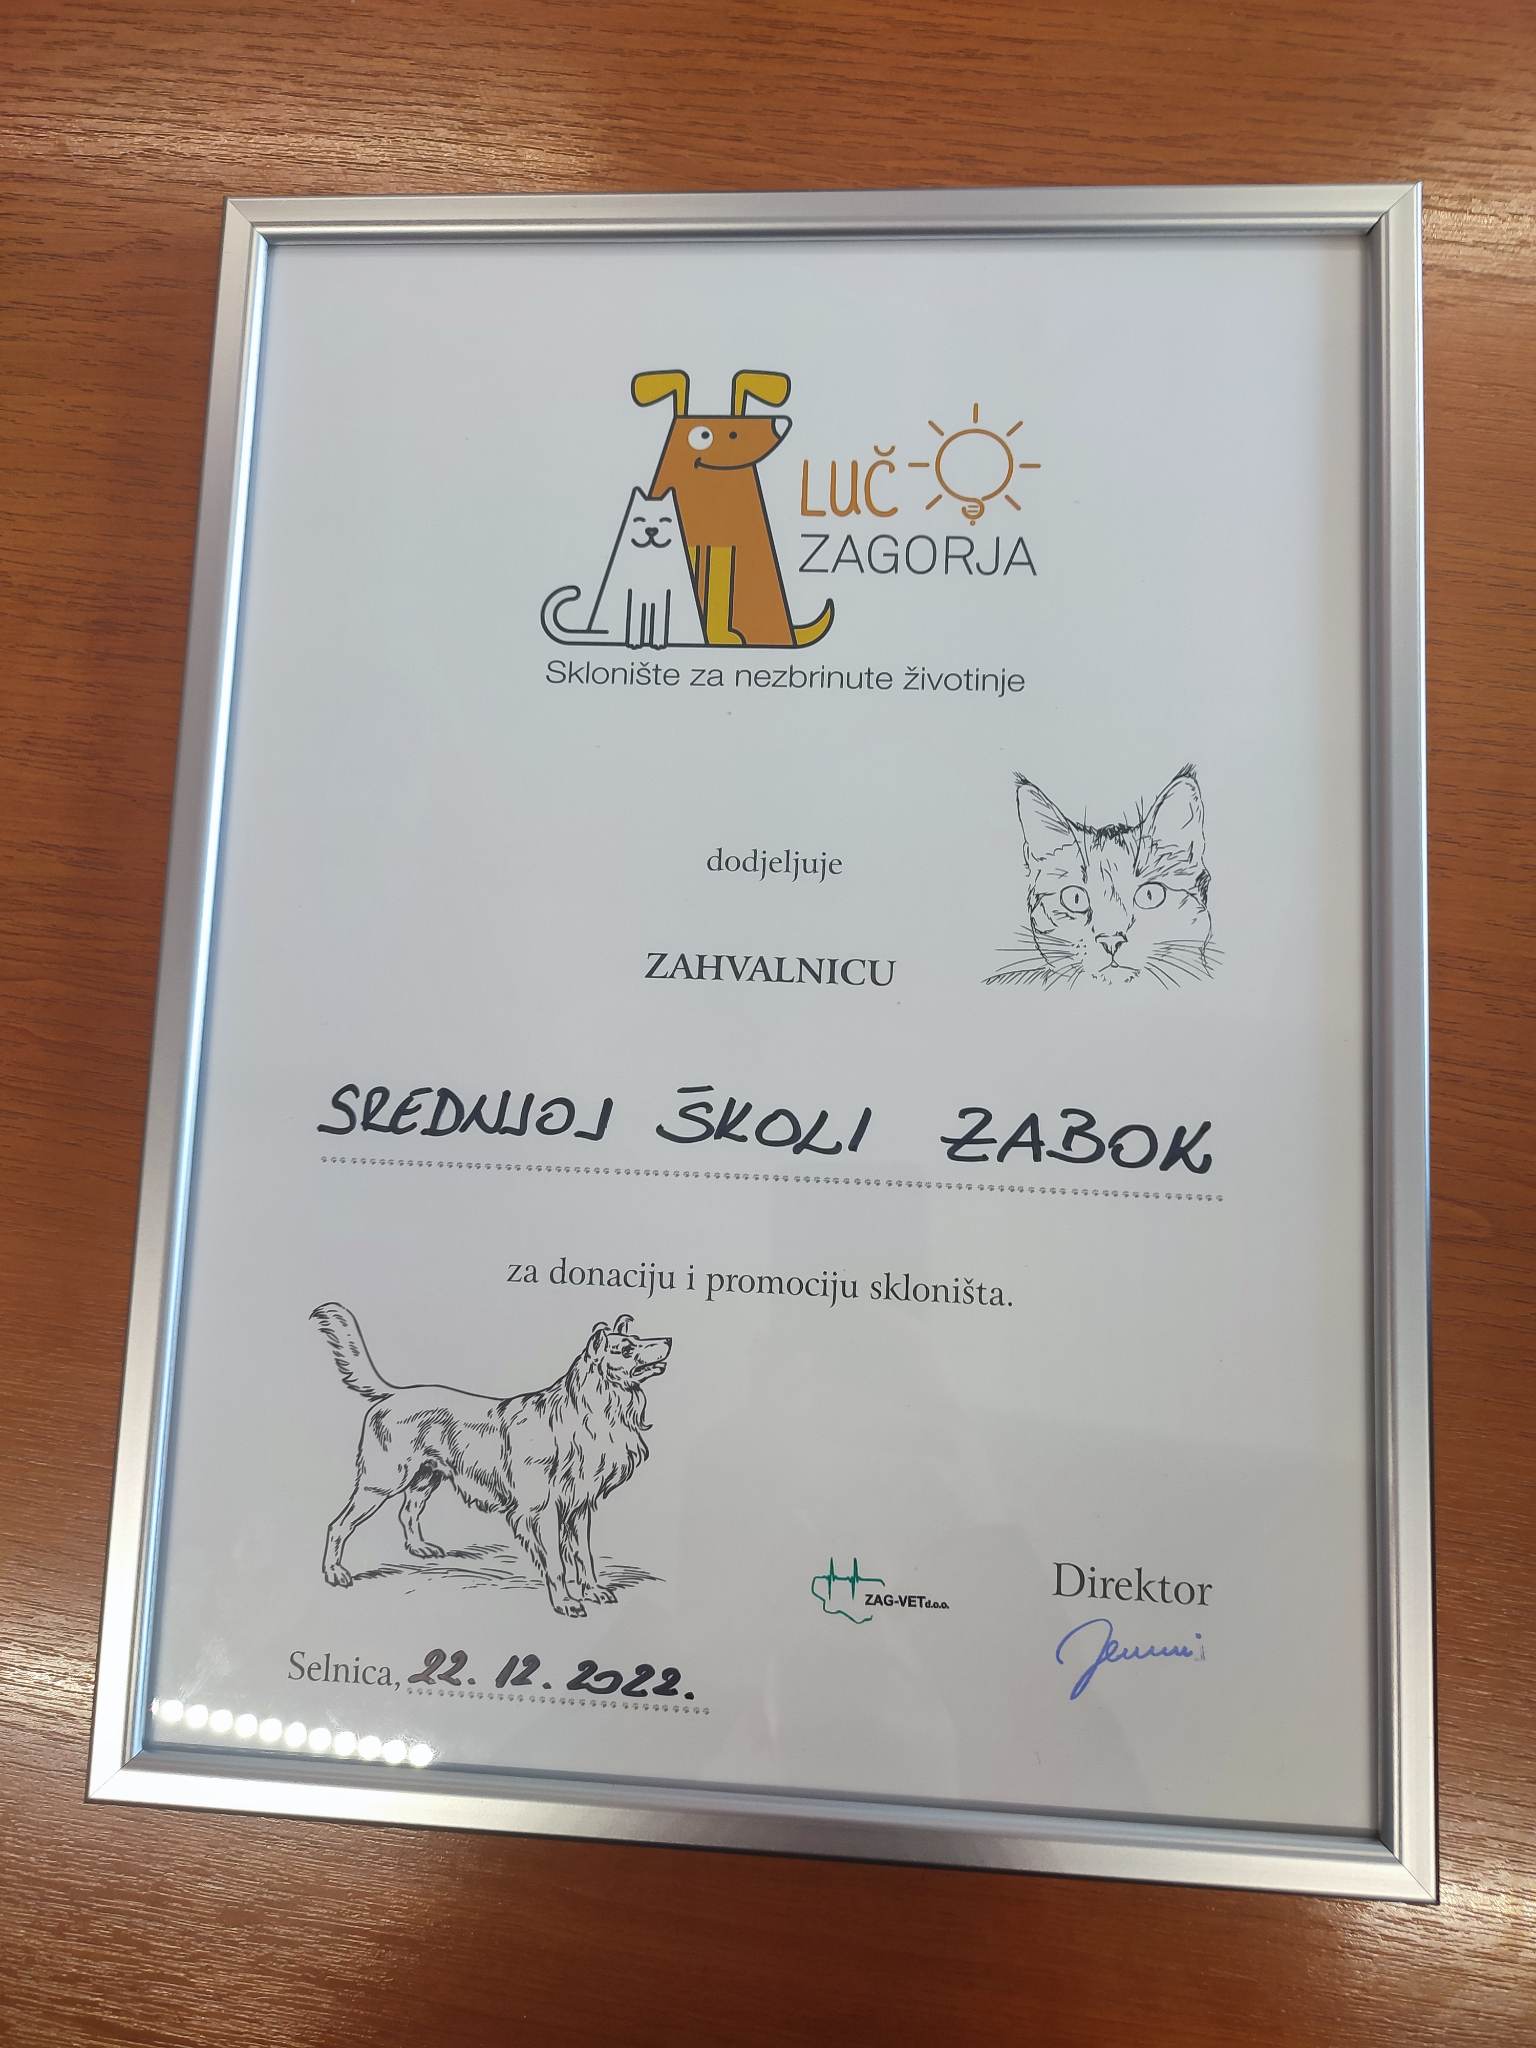 LUČ
ZAGORJA
Sklonište za nezbrinute životinje
dodjeljuje
ZAHVALNICU
SREDNJOJ ŠKOLI ZABOK
za donaciju i promociju skloništa.
ZAG-VET d.o.o.
Direktor
Selnica, 22. 12. 2022.